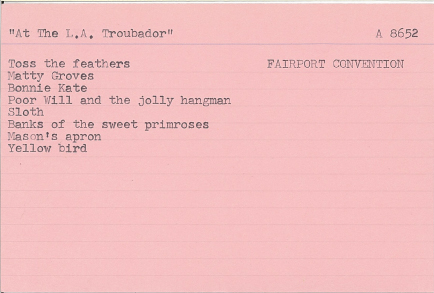 "At The L.A. Troubador" A 8652
Toss the feathers FAIRPORT CONVENTION
Matty Groves
Bonnie Kate
Poor Will and the jolly hangman
Sloth
Banks of the sweet primroses
Mason's apron
Yellow bird